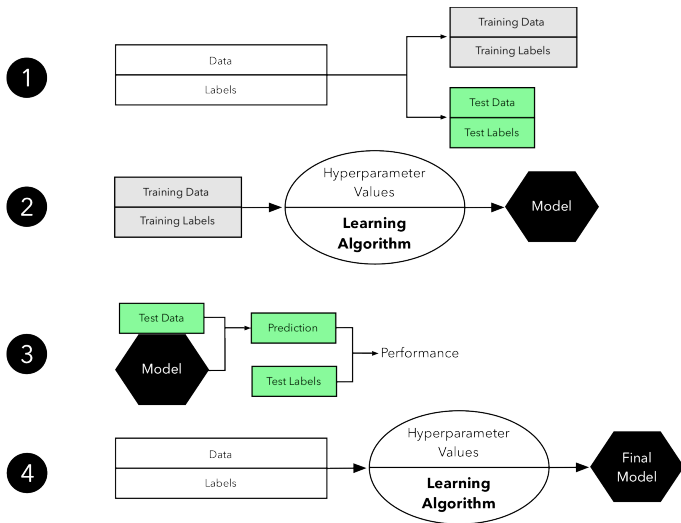 1
Data
Labels
Training Data
Training Labels
Test Data
Test Labels
2
Training Data
Training Labels
Hyperparameter
Values
Learning
Algorithm
Model
3
Test Data
Model
Prediction
Test Labels
Performance
4
Data
Labels
Hyperparameter
Values
Learning
Algorithm
Final
Model